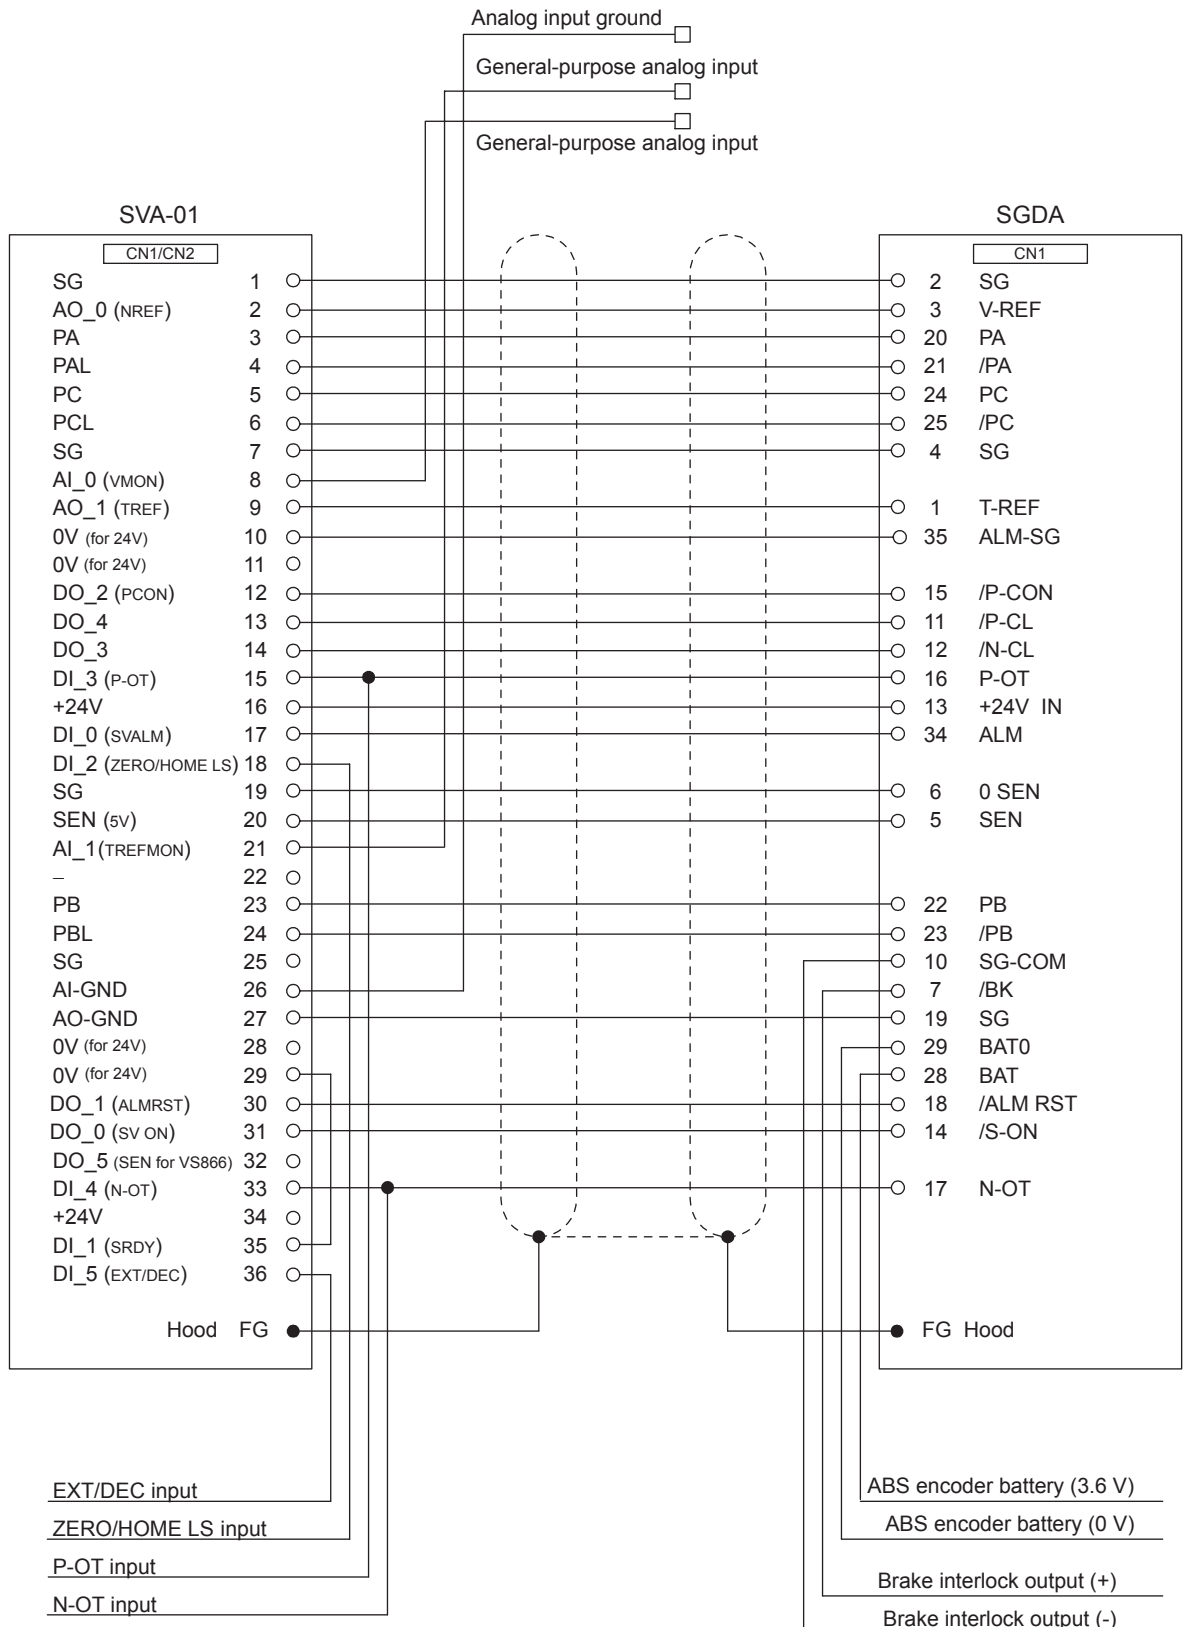 Analog input ground
General-purpose analog input
General-purpose analog input
SVA-01 SGDA
CN1/CN2 CN1
SG 1 2 SG
AO_0 (NREF) 2 3 V-REF
PA 3 20 PA
PAL 4 21 /PA
PC 5 24 PC
PCL 6 25 /PC
SG 7 4 SG
AI_0 (VMON) 8
AO_1 (TREF) 9 1 T-REF
0V (for 24V) 10 35 ALM-SG
0V (for 24V) 11
DO_2 (PCON) 12 15 /P-CON
DO_4 13 11 /P-CL
DO_3 14 12 /N-CL
DI_3 (P-OT) 15 16 P-OT
+24V 16 13 +24V IN
DI_0 (SVALM) 17 34 ALM
DI_2 (ZERO/HOME LS) 18
SG 19 6 0 SEN
SEN (5V) 20 5 SEN
AI_1(TREFMON) 21
– 22
PB 23 22 PB
PBL 24 23 /PB
SG 25 10 SG-COM
AI-GND 26 7 /BK
AO-GND 27 19 SG
0V (for 24V) 28 29 BAT0
0V (for 24V) 29 28 BAT
DO_1 (ALMRST) 30 18 /ALM RST
DO_0 (SV ON) 31 14 /S-ON
DO_5 (SEN for VS866) 32
DI_4 (N-OT) 33 17 N-OT
+24V 34
DI_1 (SRDY) 35
DI_5 (EXT/DEC) 36
Hood FG FG Hood
EXT/DEC input ABS encoder battery (3.6 V)
ZERO/HOME LS input ABS encoder battery (0 V)
P-OT input Brake interlock output (+)
N-OT input Brake interlock output (-)